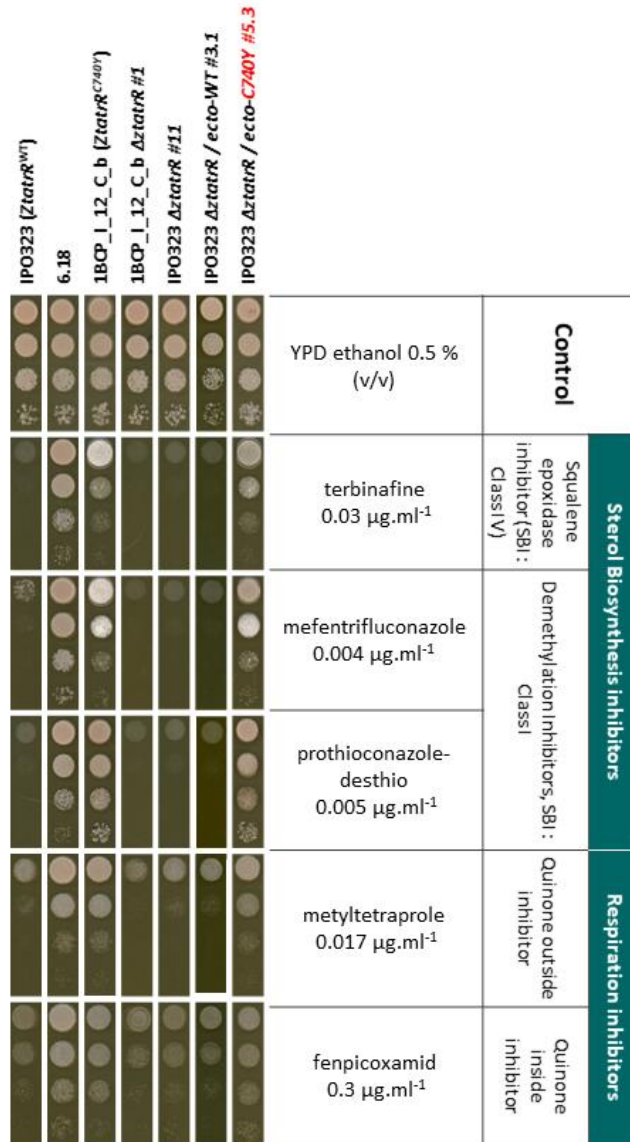 IPO323 (ZtatrR^WT)
6.18
1BCP_I_12_C_b (ZtatrR^C740Y)
1BCP_I_12_C_b ΔztatrR #1
IPO323 ΔztatrR #11
IPO323 ΔztatrR / ecto-WT #3.1
IPO323 ΔztatrR / ecto-C740Y #5.3
Control
YPD ethanol 0.5 %
(v/v)
Sterol Biosynthesis inhibitors
Squalene
epoxidase
inhibitor (SBI :
Class IV)
terbinafine
0.03 µg.ml⁻¹
Demethylation Inhibitors, SBI :
Class I
mefentrifluconazole
0.004 µg.ml⁻¹
prothioconazole-
desthio
0.005 µg.ml⁻¹
Respiration inhibitors
Quinone outside
inhibitor
metyltetraprole
0.017 µg.ml⁻¹
Quinone
inside
inhibitor
fenpicoxamid
0.3 µg.ml⁻¹